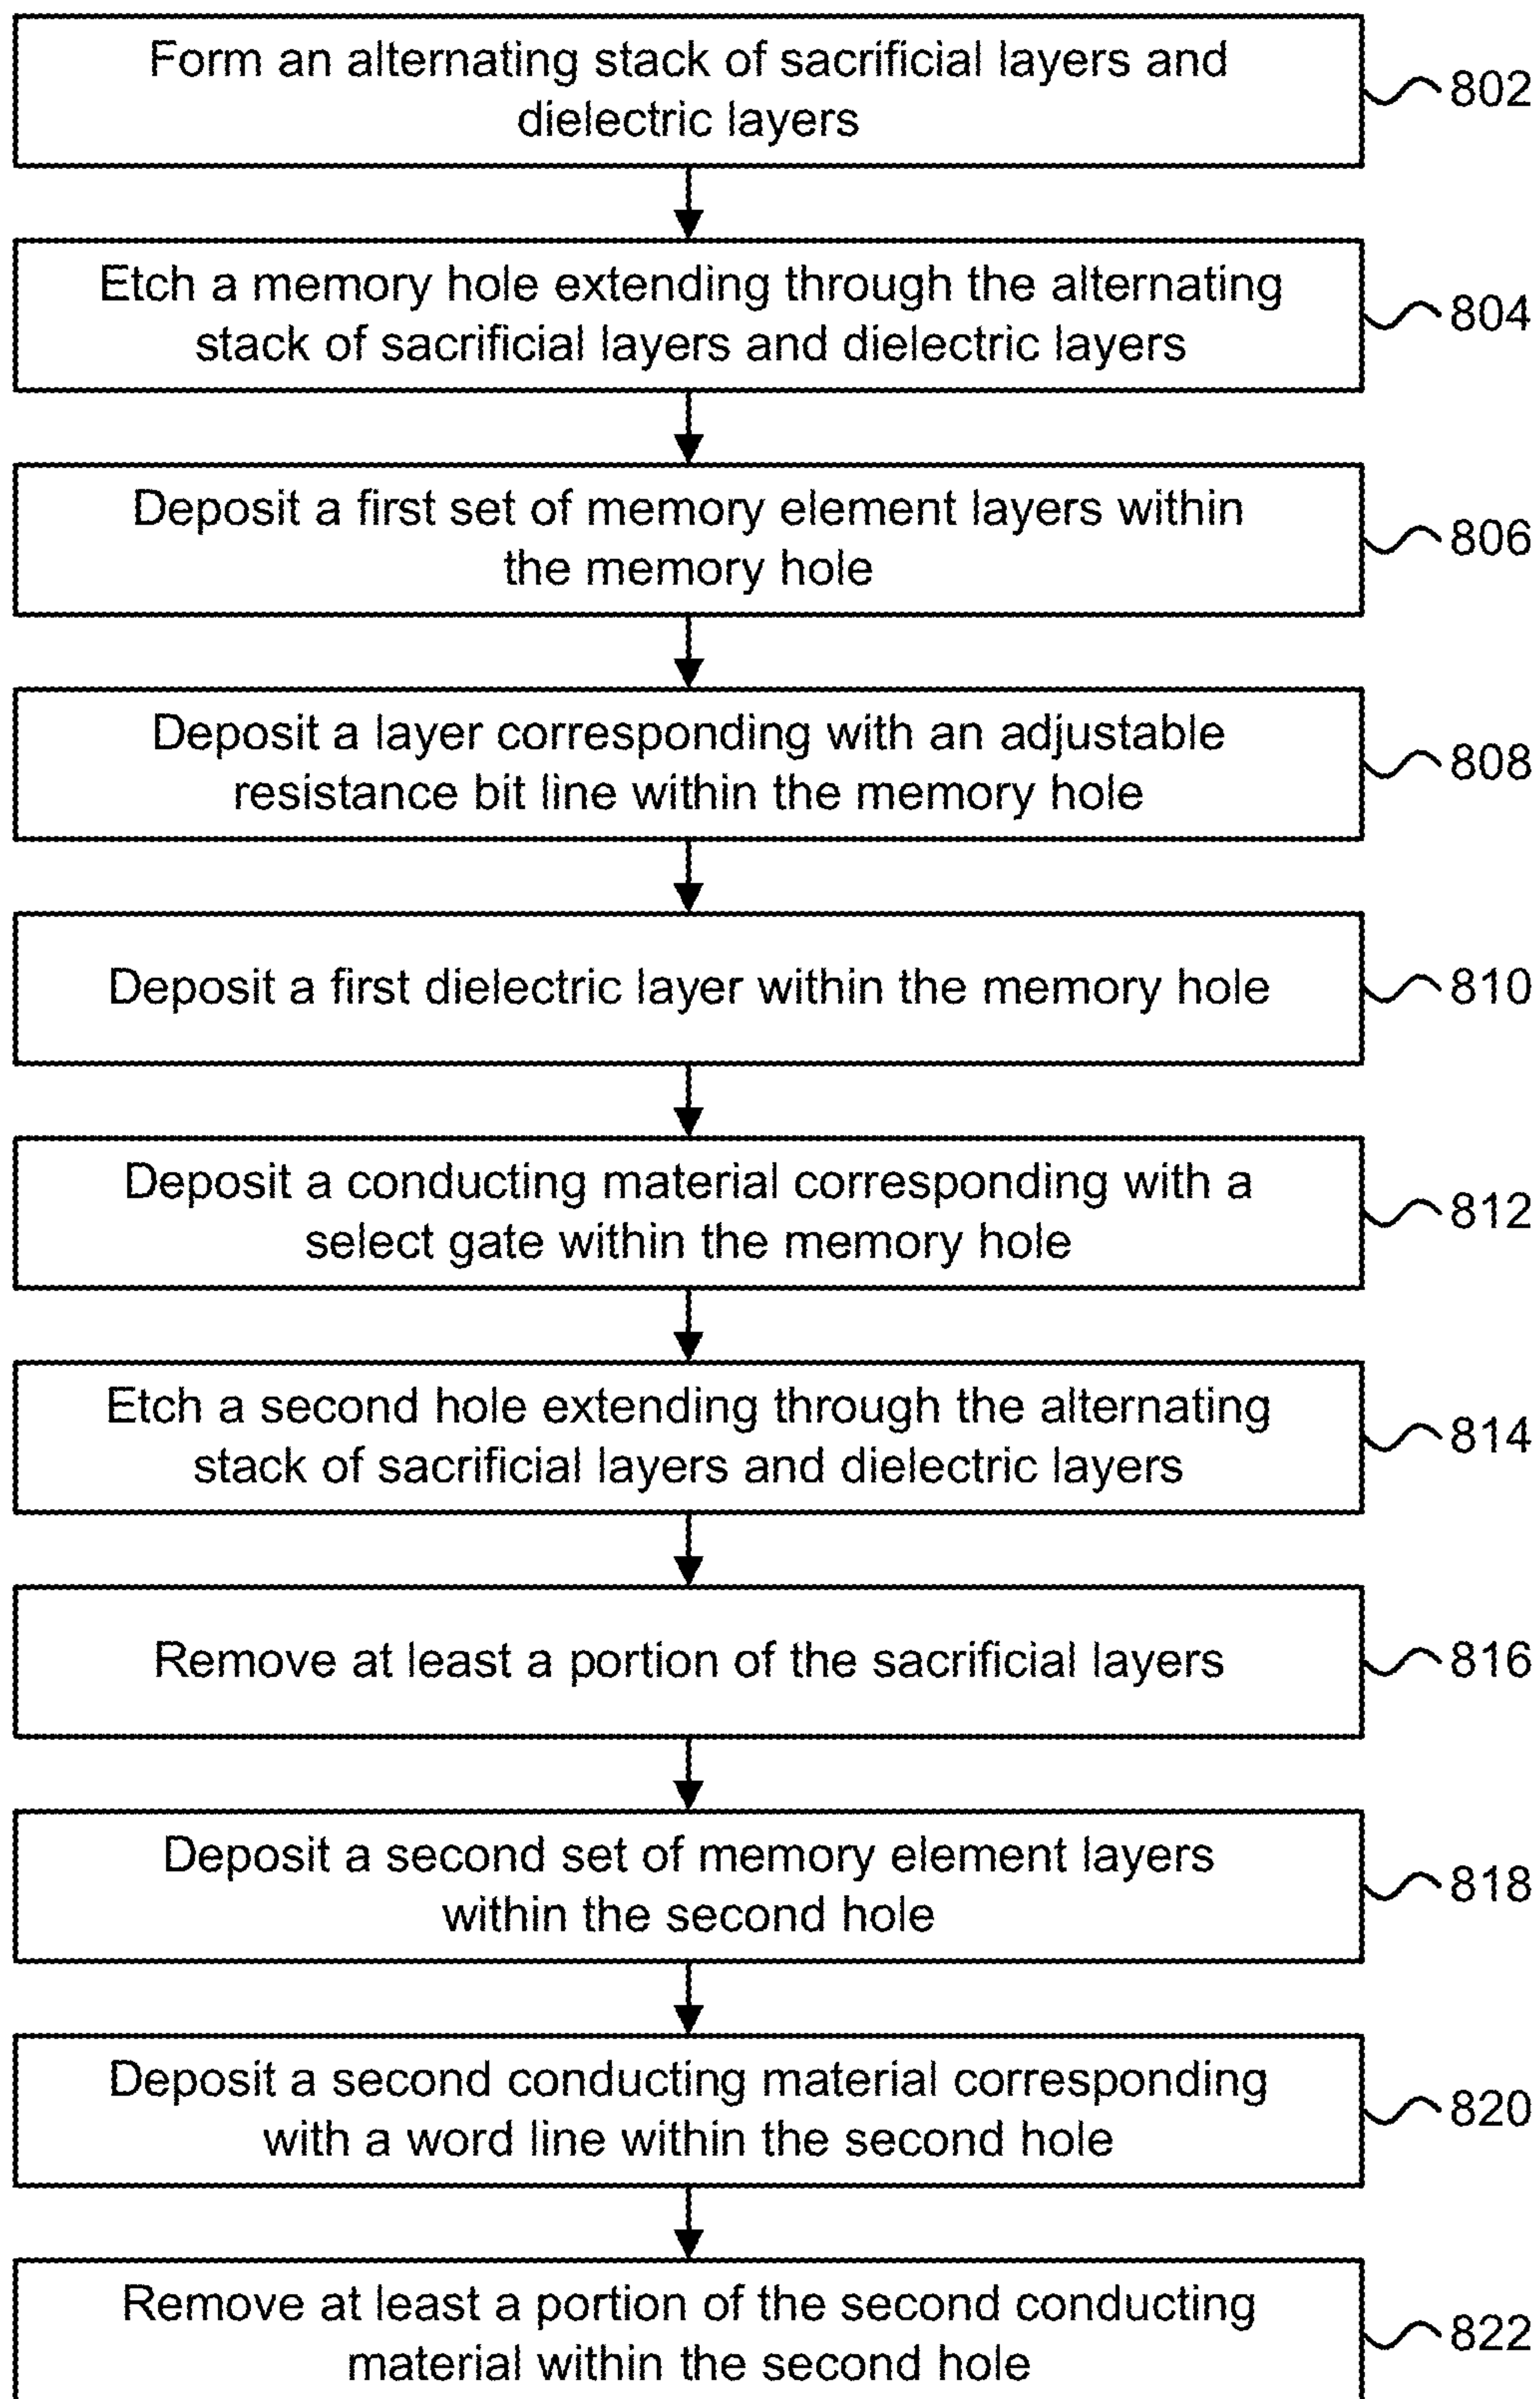 Form an alternating stack of sacrificial layers and
dielectric layers
802
Etch a memory hole extending through the alternating
stack of sacrificial layers and dielectric layers
804
Deposit a first set of memory element layers within
the memory hole
806
Deposit a layer corresponding with an adjustable
resistance bit line within the memory hole
808
Deposit a first dielectric layer within the memory hole
810
Deposit a conducting material corresponding with a
select gate within the memory hole
812
Etch a second hole extending through the alternating
stack of sacrificial layers and dielectric layers
814
Remove at least a portion of the sacrificial layers
816
Deposit a second set of memory element layers
within the second hole
818
Deposit a second conducting material corresponding
with a word line within the second hole
820
Remove at least a portion of the second conducting
material within the second hole
822